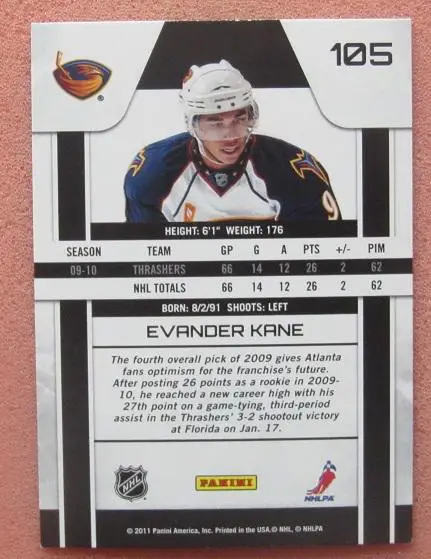 105
®
9
HEIGHT: 6'1" WEIGHT: 176
SEASON TEAM GP G A PTS +/- PIM
09-10 THRASHERS 66 14 12 26 2 62
NHL TOTALS 66 14 12 26 2 62
BORN: 8/2/91 SHOOTS: LEFT
EVANDER KANE
The fourth overall pick of 2009 gives Atlanta
fans optimism for the franchise's future.
After posting 26 points as a rookie in 2009-
10, he reached a new career high with his
27th point on a game-tying, third-period
assist in the Thrashers' 3-2 shootout victory
at Florida on Jan. 17.
NHL PANINI NHLPA
© 2011 Panini America, Inc. Printed in the USA.© NHL, © NHLPA